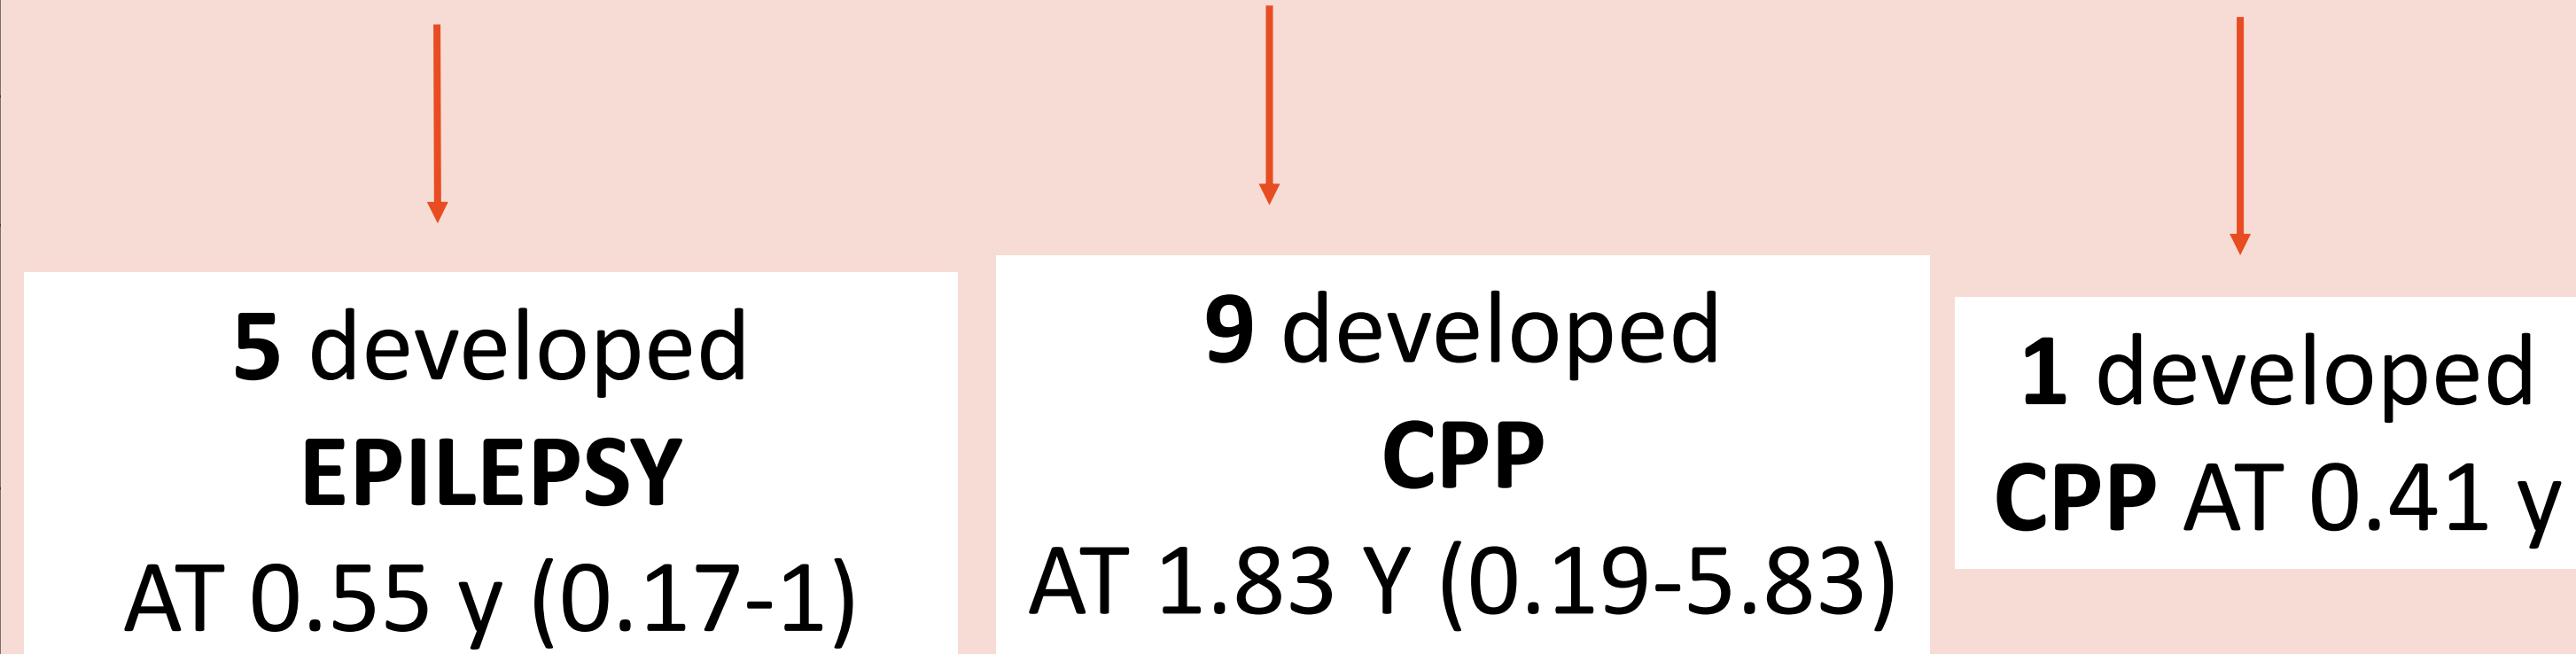 5 developed
EPILEPSY
AT 0.55 y (0.17-1)
9 developed
CPP
AT 1.83 Y (0.19-5.83)
1 developed
CPP AT 0.41 y